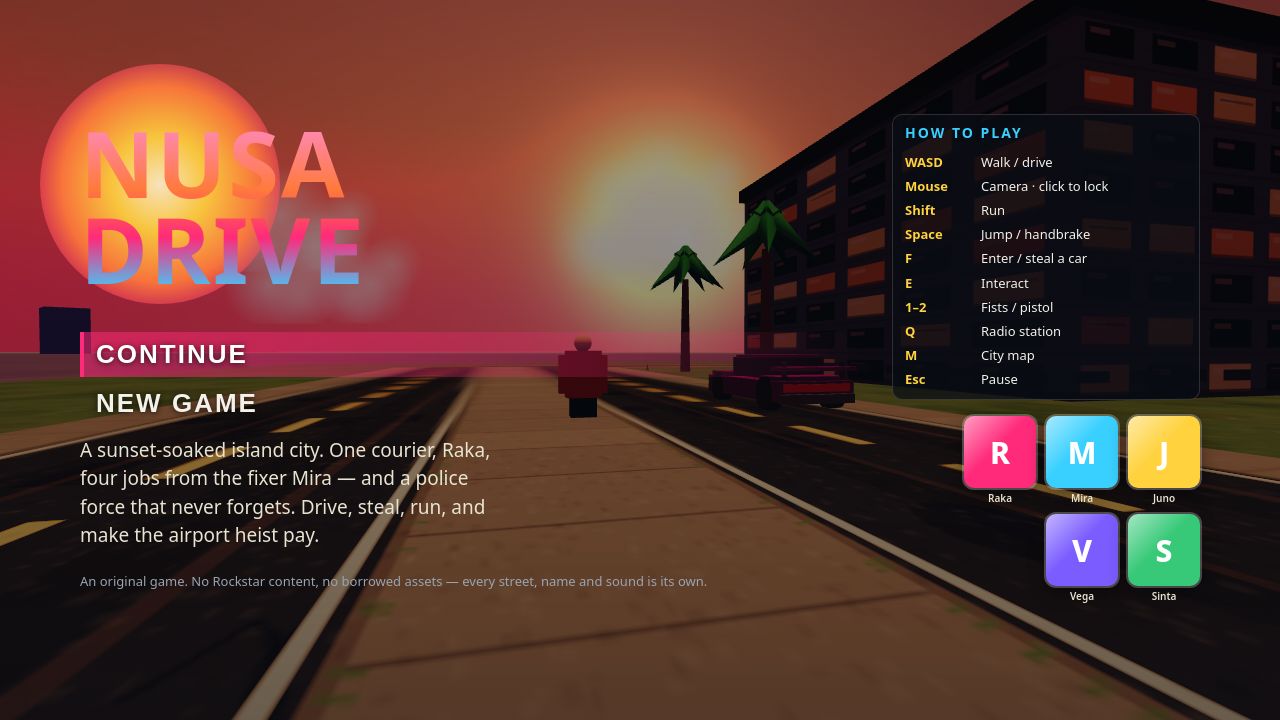 NUSA
DRIVE
CONTINUE
NEW GAME
A sunset-soaked island city. One courier, Raka,
four jobs from the fixer Mira — and a police
force that never forgets. Drive, steal, run, and
make the airport heist pay.
An original game. No Rockstar content, no borrowed assets — every street, name and sound is its own.
HOW TO PLAY
WASD Walk / drive
Mouse Camera · click to lock
Shift Run
Space Jump / handbrake
F Enter / steal a car
E Interact
1–2 Fists / pistol
Q Radio station
M City map
Esc Pause
R M J
Raka Mira Juno
V S
Vega Sinta